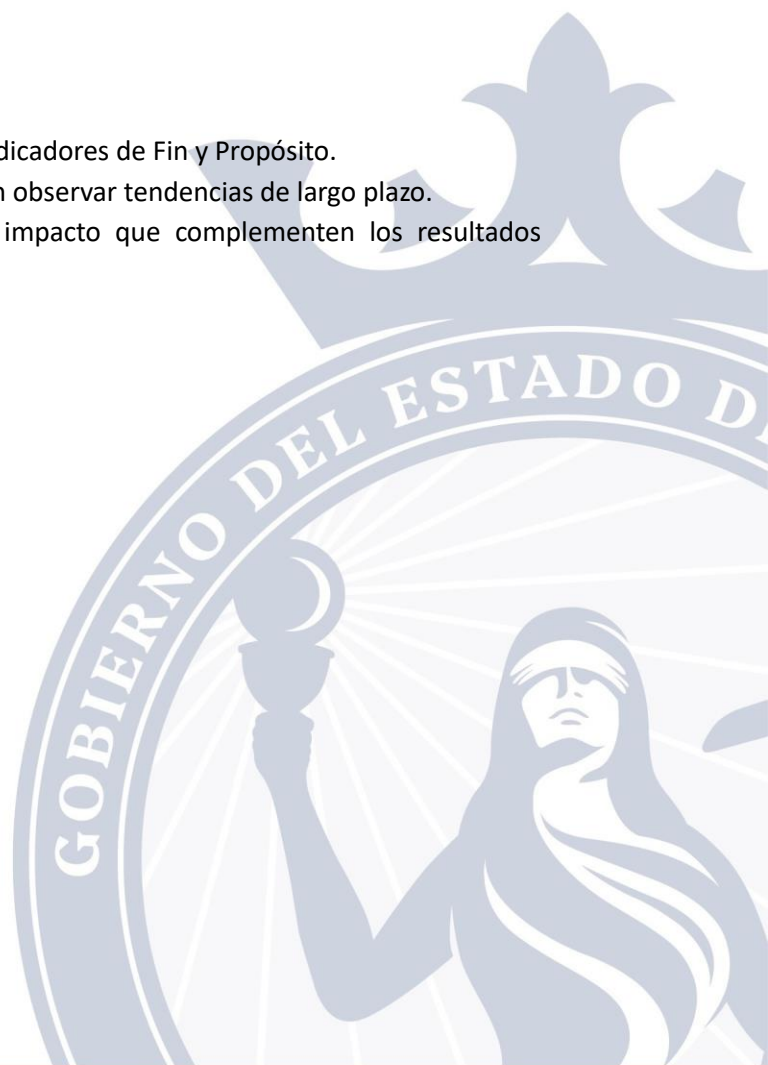 dicadores de Fin y Propósito.
n observar tendencias de largo plazo.
impacto que complementen los resultados
GOBIERNO DEL ESTADO D